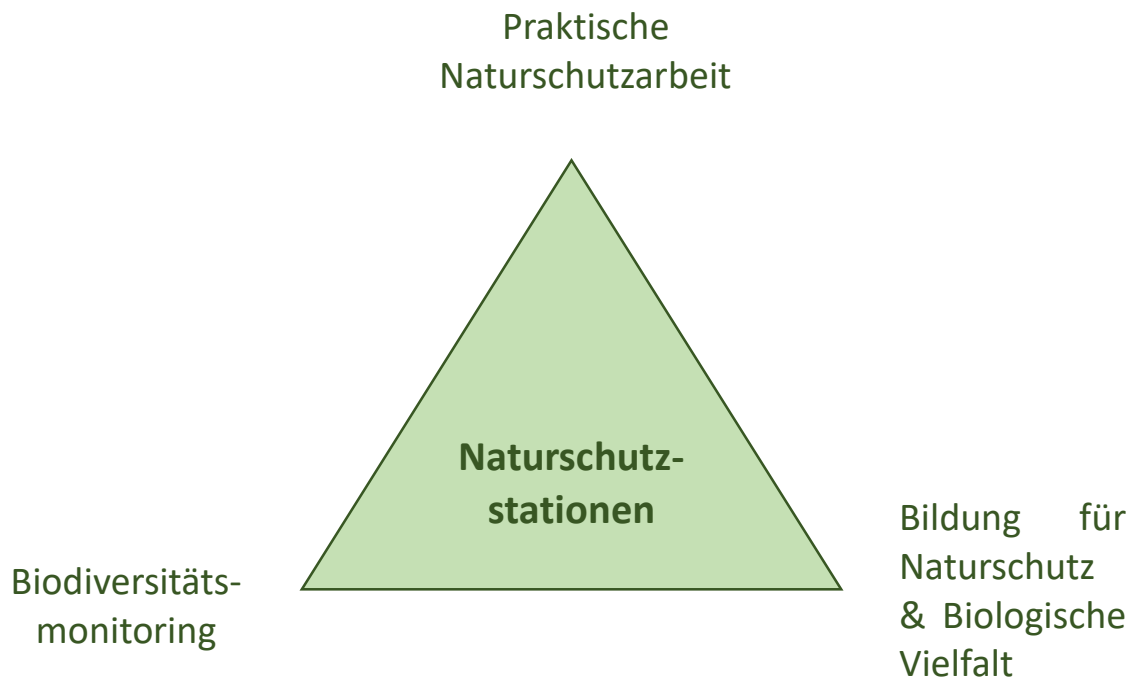 Praktische
Naturschutzarbeit
Naturschutz-
stationen
Biodiversitäts-
monitoring
Bildung für
Naturschutz
& Biologische
Vielfalt